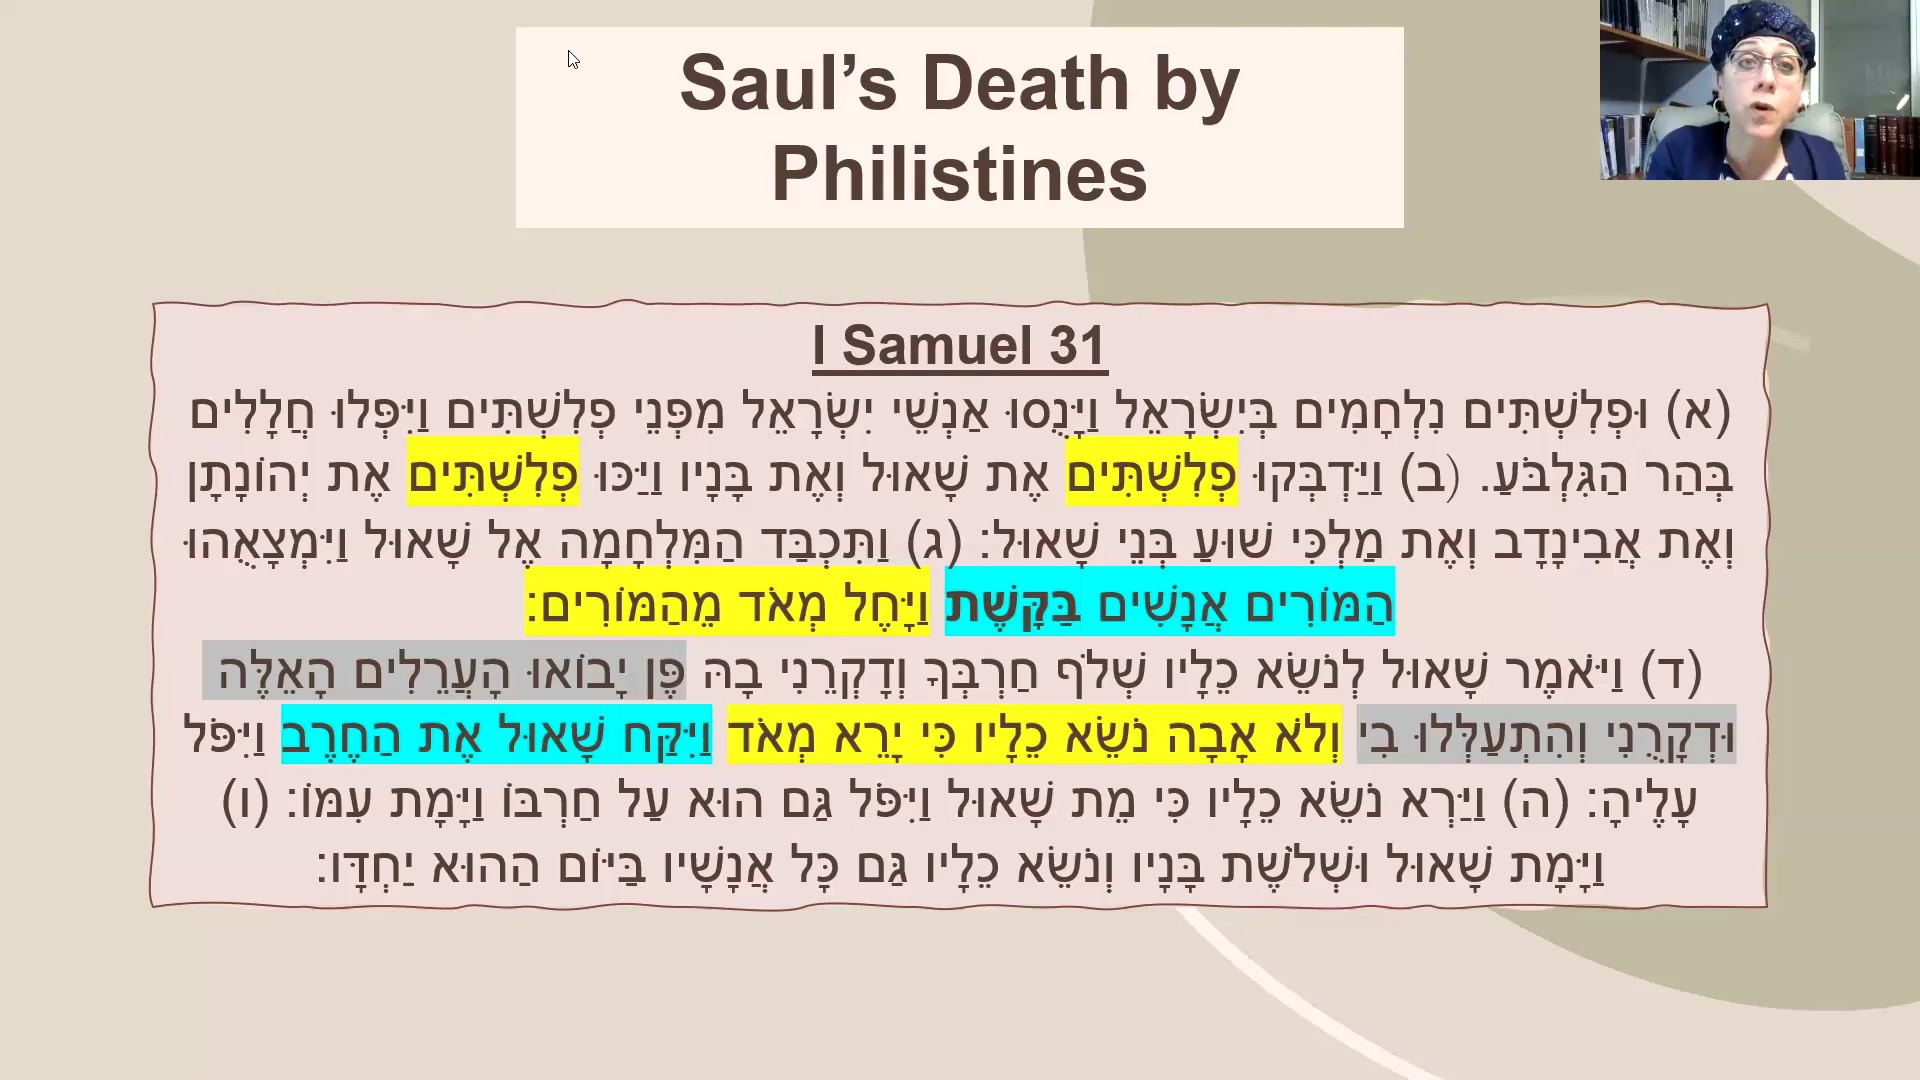 Saul’s Death by
Philistines
I Samuel 31
(א) וּפְלִשְׁתִּים נִלְחָמִים בְּיִשְׂרָאֵל וַיָּנֻסוּ אַנְשֵׁי יִשְׂרָאֵל מִפְּנֵי פְלִשְׁתִּים וַיִּפְּלוּ חֲלָלִים
בְּהַר הַגִּלְבֹּעַ. (ב) וַיַּדְבְּקוּ פְלִשְׁתִּים אֶת שָׁאוּל וְאֶת בָּנָיו וַיַּכּוּ פְלִשְׁתִּים אֶת יְהוֹנָתָן
וְאֶת אֲבִינָדָב וְאֶת מַלְכִּי שׁוּעַ בְּנֵי שָׁאוּל: (ג) וַתִּכְבַּד הַמִּלְחָמָה אֶל שָׁאוּל וַיִּמְצָאֻהוּ
הַמּוֹרִים אֲנָשִׁים בַּקָּשֶׁת וַיָּחֶל מְאֹד מֵהַמּוֹרִים:
(ד) וַיֹּאמֶר שָׁאוּל לְנֹשֵׂא כֵלָיו שְׁלֹף חַרְבְּךָ וְדָקְרֵנִי בָהּ פֶּן יָבוֹאוּ הָעֲרֵלִים הָאֵלֶּה
וּדְקָרֻנִי וְהִתְעַלְּלוּ בִי וְלֹא אָבָה נֹשֵׂא כֵלָיו כִּי יָרֵא מְאֹד וַיִּקַּח שָׁאוּל אֶת הַחֶרֶב וַיִּפֹּל
עָלֶיהָ: (ה) וַיַּרְא נֹשֵׂא כֵלָיו כִּי מֵת שָׁאוּל וַיִּפֹּל גַּם הוּא עַל חַרְבּוֹ וַיָּמָת עִמּוֹ: (ו)
וַיָּמָת שָׁאוּל וּשְׁלֹשֶׁת בָּנָיו וְנֹשֵׂא כֵלָיו גַּם כָּל אֲנָשָׁיו בַּיּוֹם הַהוּא יַחְדָּו: